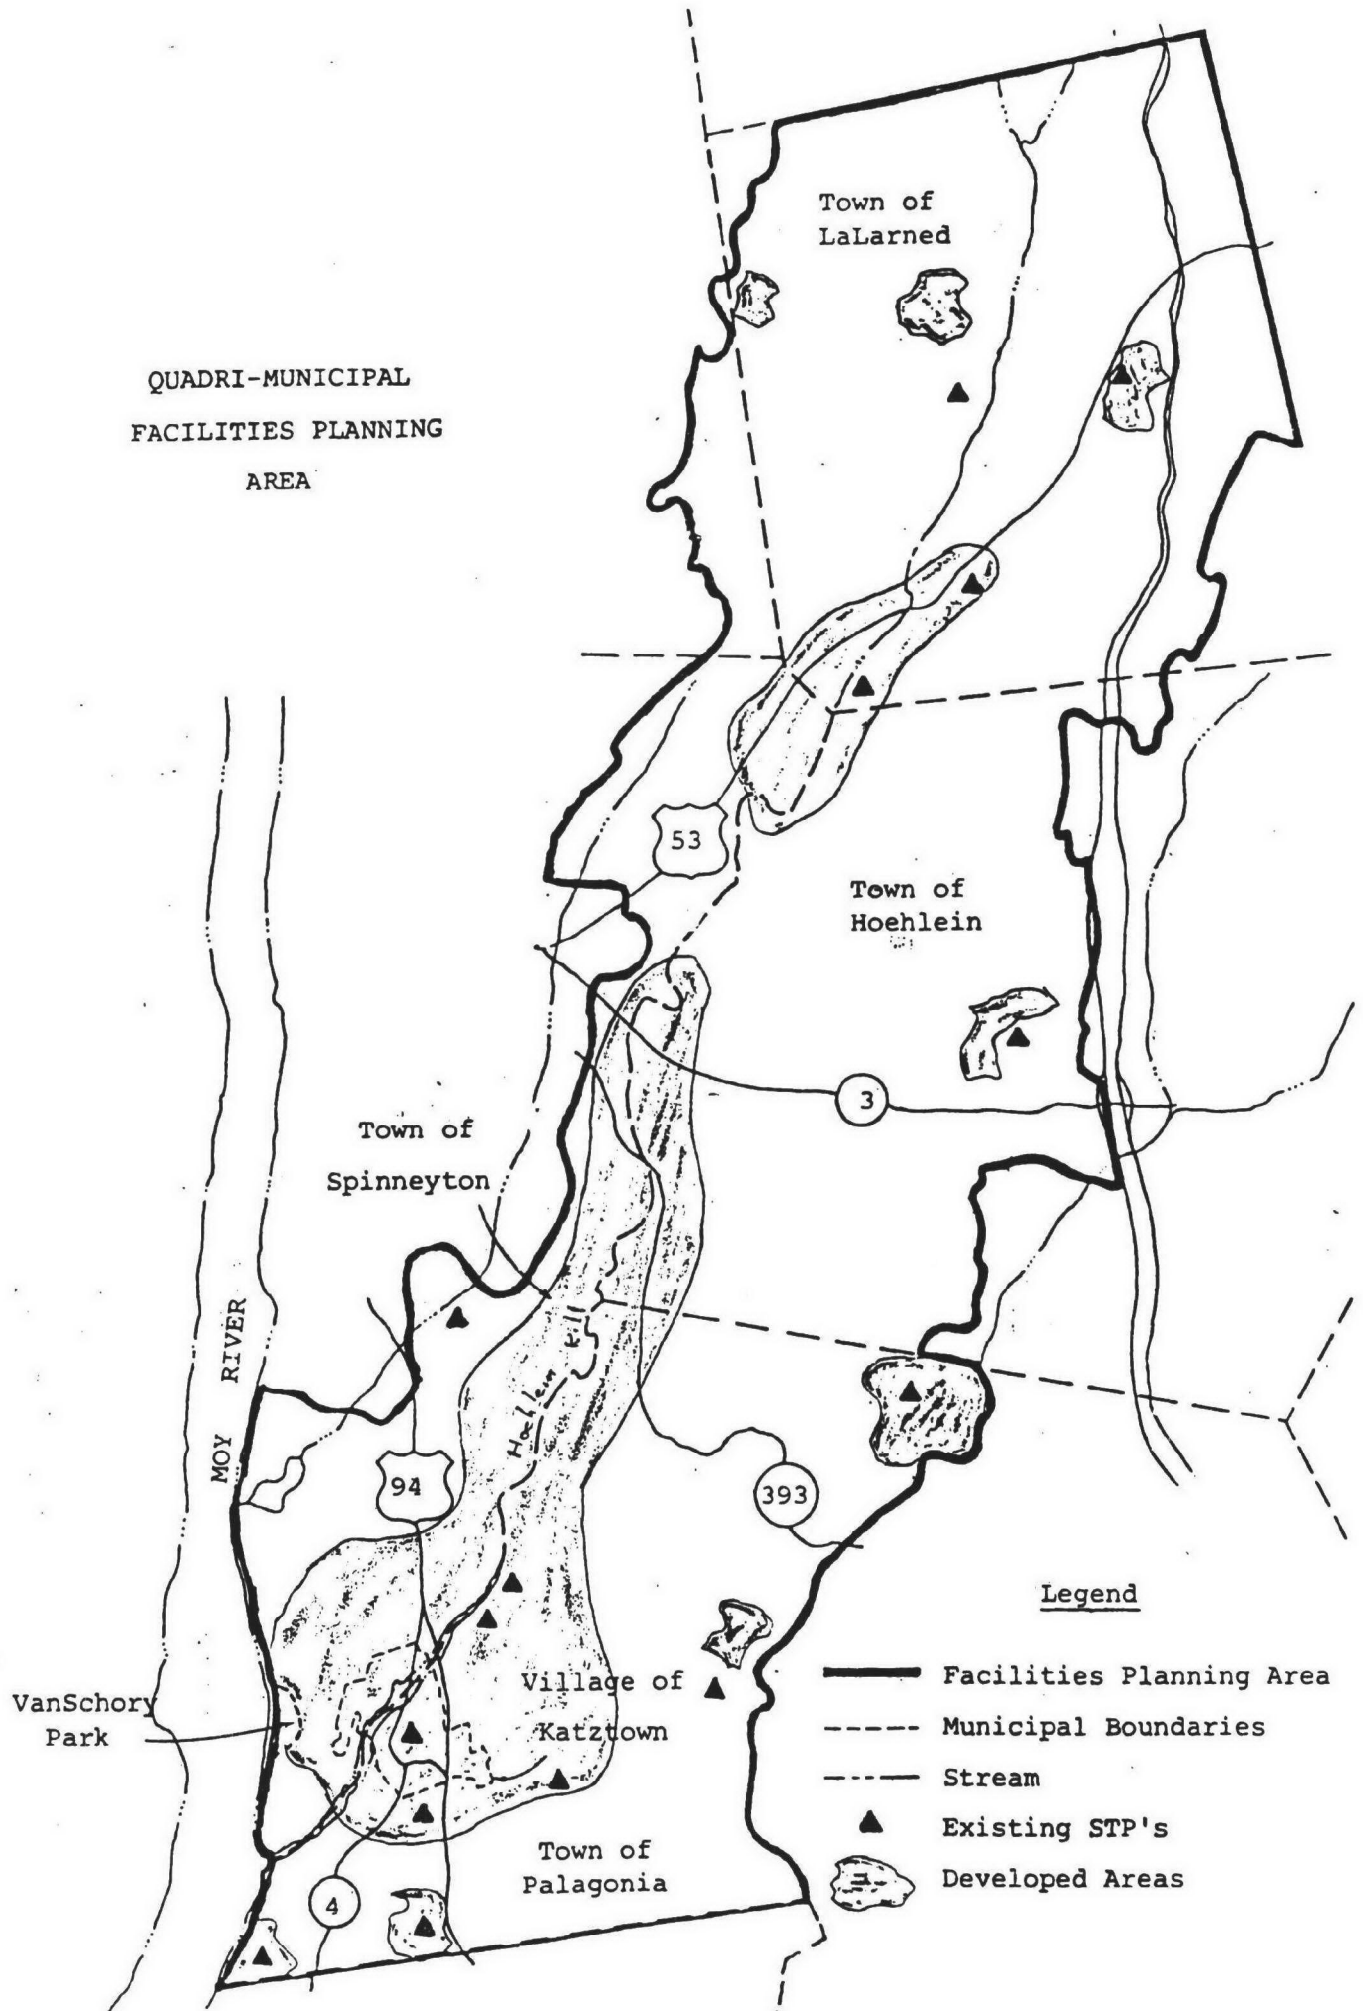 Town of
LaLarned
QUADRI-MUNICIPAL
FACILITIES PLANNING
AREA
53
Town of
Hoehlein
3
Town of
Spinneyton
MOY RIVER
Hoehlein Kill
94
393
Legend
Facilities Planning Area
Municipal Boundaries
Stream
Existing STP's
Developed Areas
VanSchory
Park
Village of
Katztown
Town of
Palagonia
4